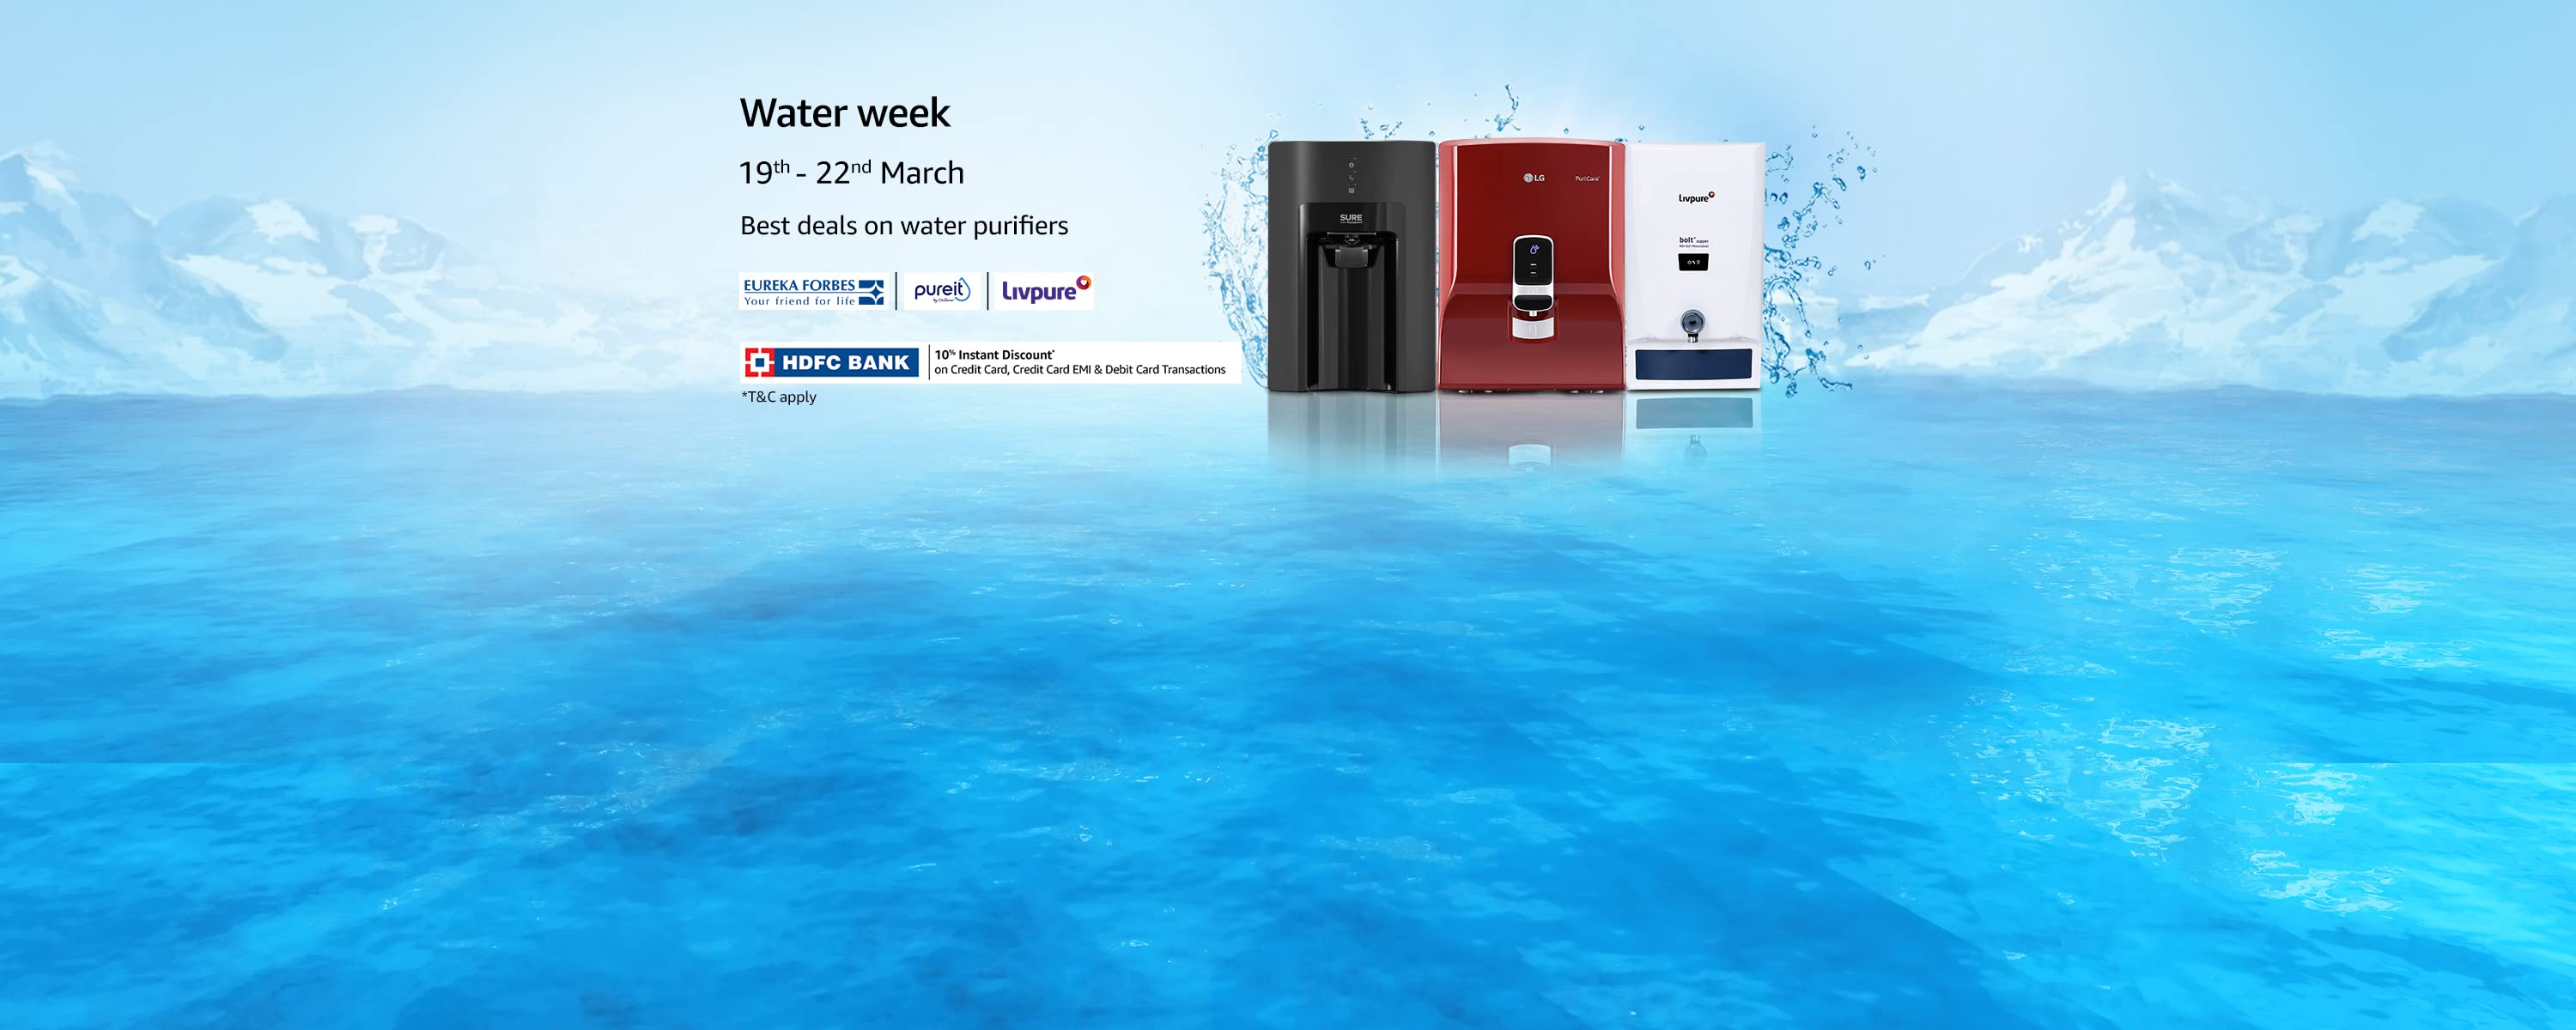 Water week
19th - 22nd March
Best deals on water purifiers
EUREKA FORBES
Your friend for life
pureit
Livpure
HDFC BANK
10% Instant Discount*
on Credit Card, Credit Card EMI & Debit Card Transactions
*T&C apply
SURE
LG PuriCare
Livpure
bolt+ copper